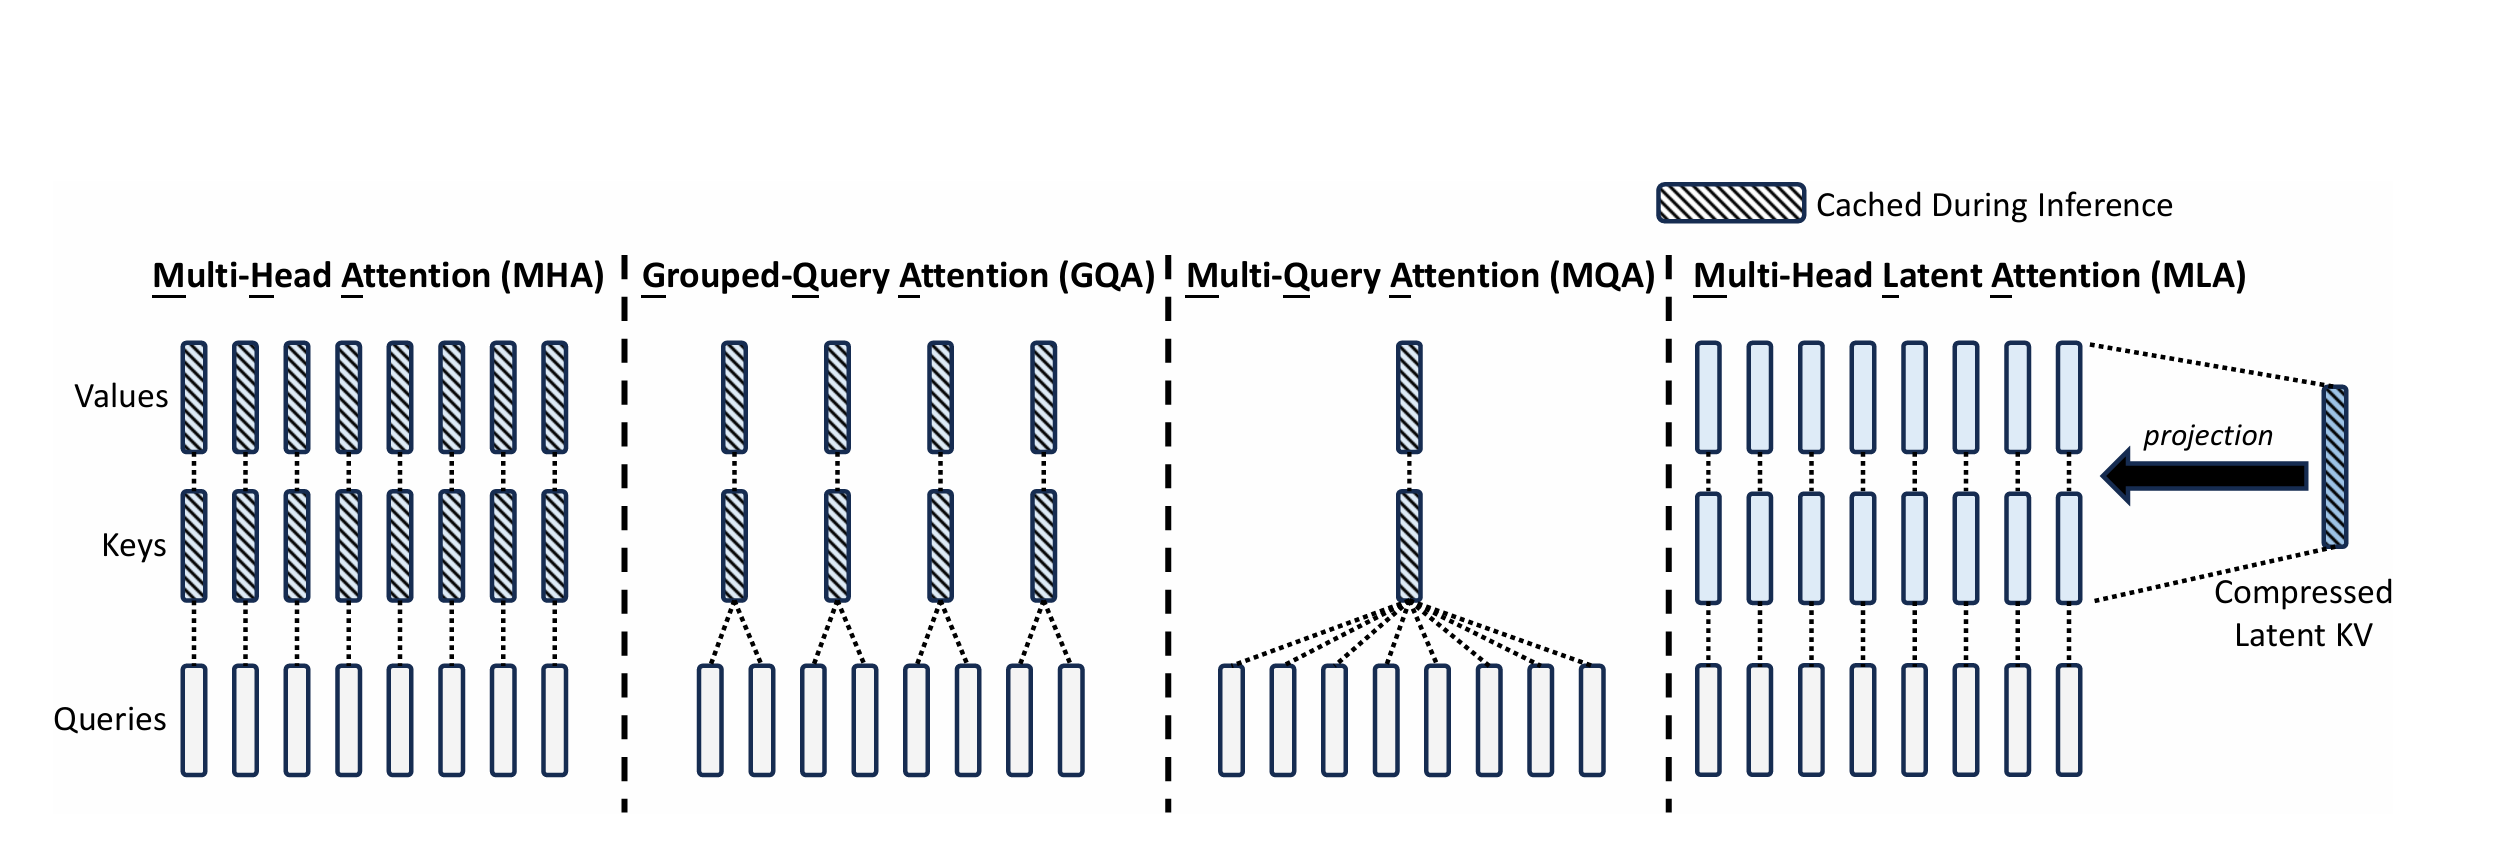 Cached During Inference
Multi-Head Attention (MHA)
Grouped-Query Attention (GQA)
Multi-Query Attention (MQA)
Multi-Head Latent Attention (MLA)
Values
Keys
Queries
projection
Compressed
Latent KV